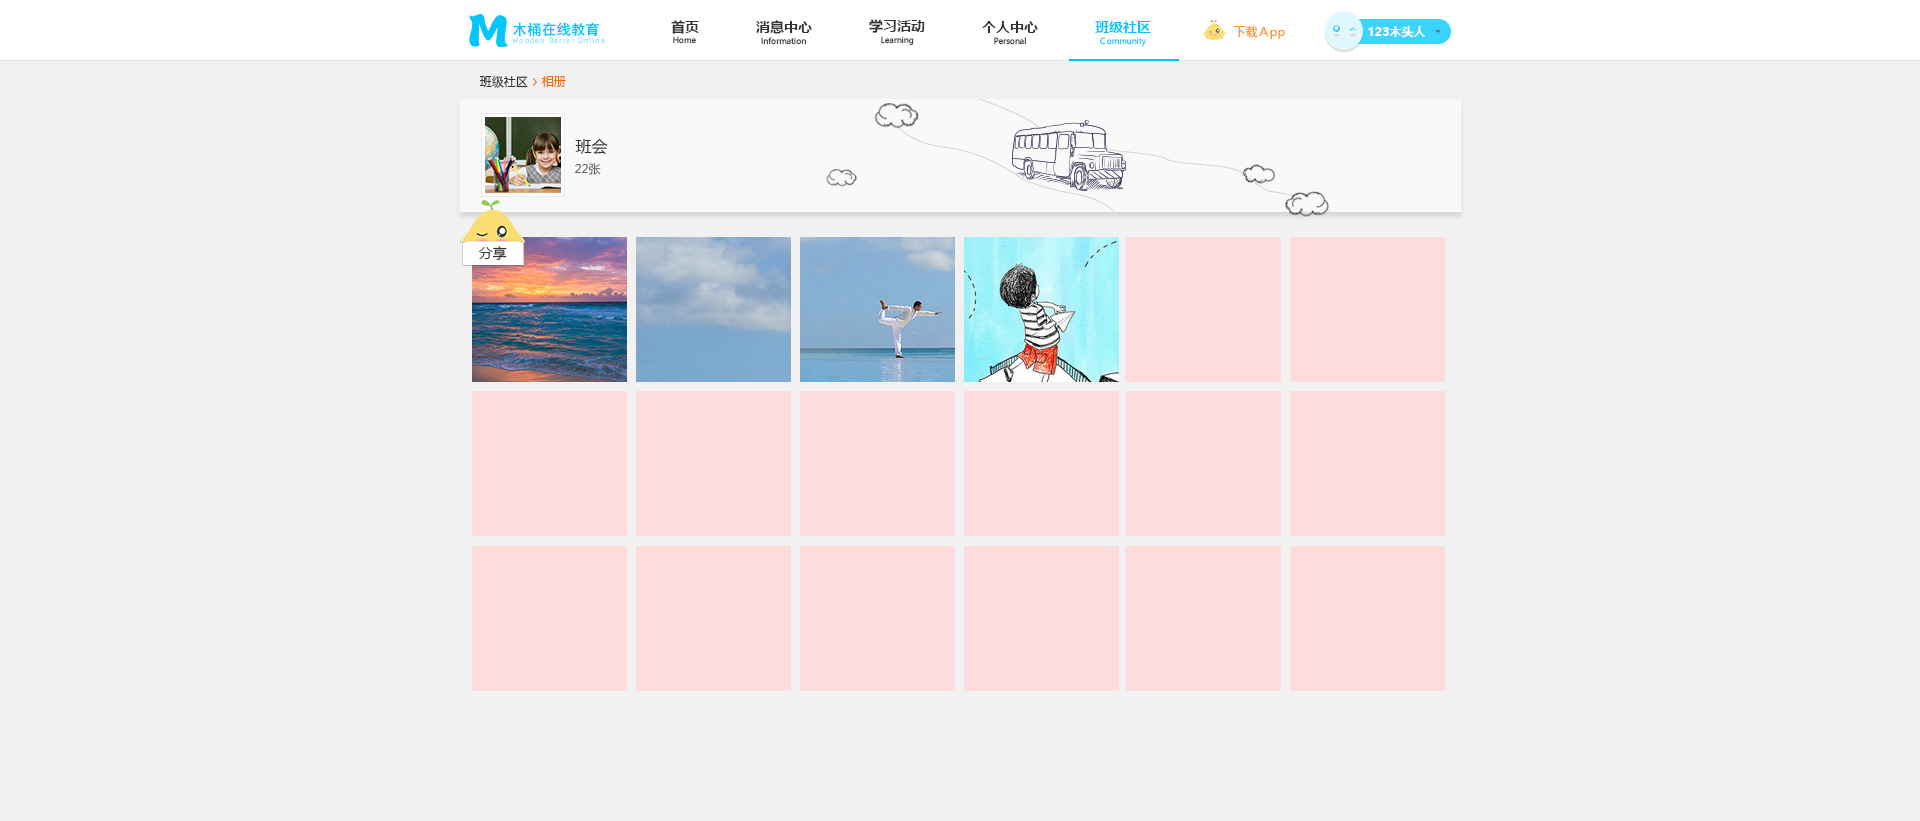 木桶在线教育
Wooden Barrel Online
首页
Home
消息中心
Information
学习活动
Learning
个人中心
Personal
班级社区
Community
下载App
123木头人
班级社区 > 相册
班会
22张
分享